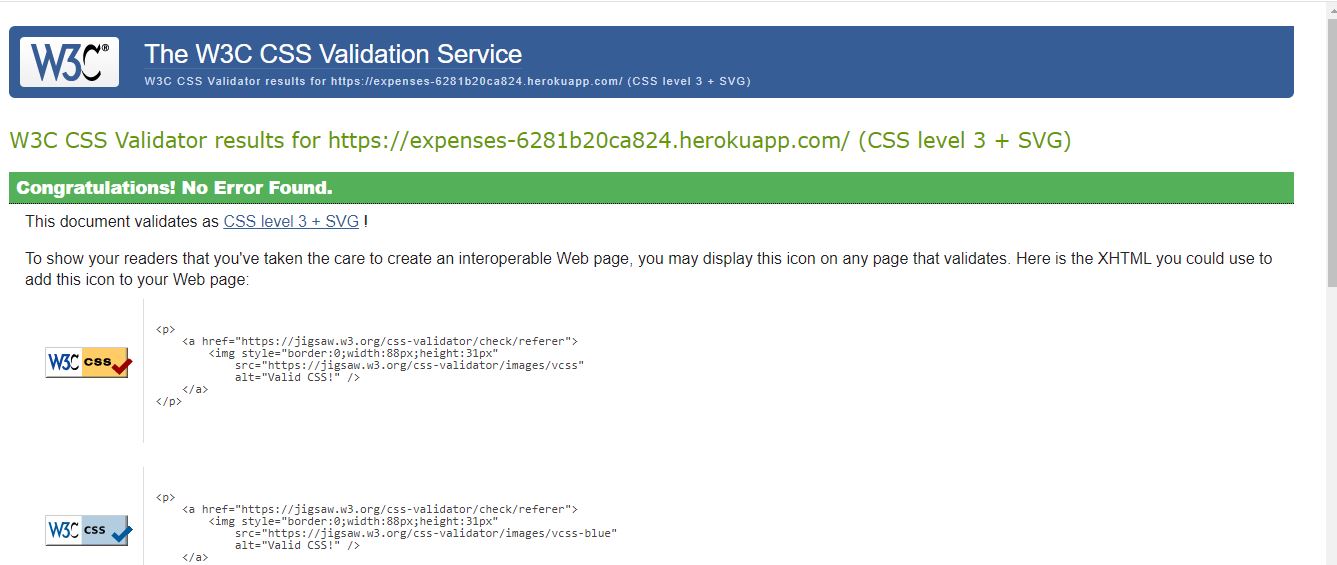 W3C®
The W3C CSS Validation Service
W3C CSS Validator results for https://expenses-6281b20ca824.herokuapp.com/ (CSS level 3 + SVG)
W3C CSS Validator results for https://expenses-6281b20ca824.herokuapp.com/ (CSS level 3 + SVG)
Congratulations! No Error Found.
This document validates as CSS level 3 + SVG !
To show your readers that you've taken the care to create an interoperable Web page, you may display this icon on any page that validates. Here is the XHTML you could use to
add this icon to your Web page:
W3C css
<p>
<a href="https://jigsaw.w3.org/css-validator/check/referer">
<img style="border:0;width:88px;height:31px"
src="https://jigsaw.w3.org/css-validator/images/vcss"
alt="Valid CSS!" />
</a>
</p>
W3C css
<p>
<a href="https://jigsaw.w3.org/css-validator/check/referer">
<img style="border:0;width:88px;height:31px"
src="https://jigsaw.w3.org/css-validator/images/vcss-blue"
alt="Valid CSS!" />
</a>